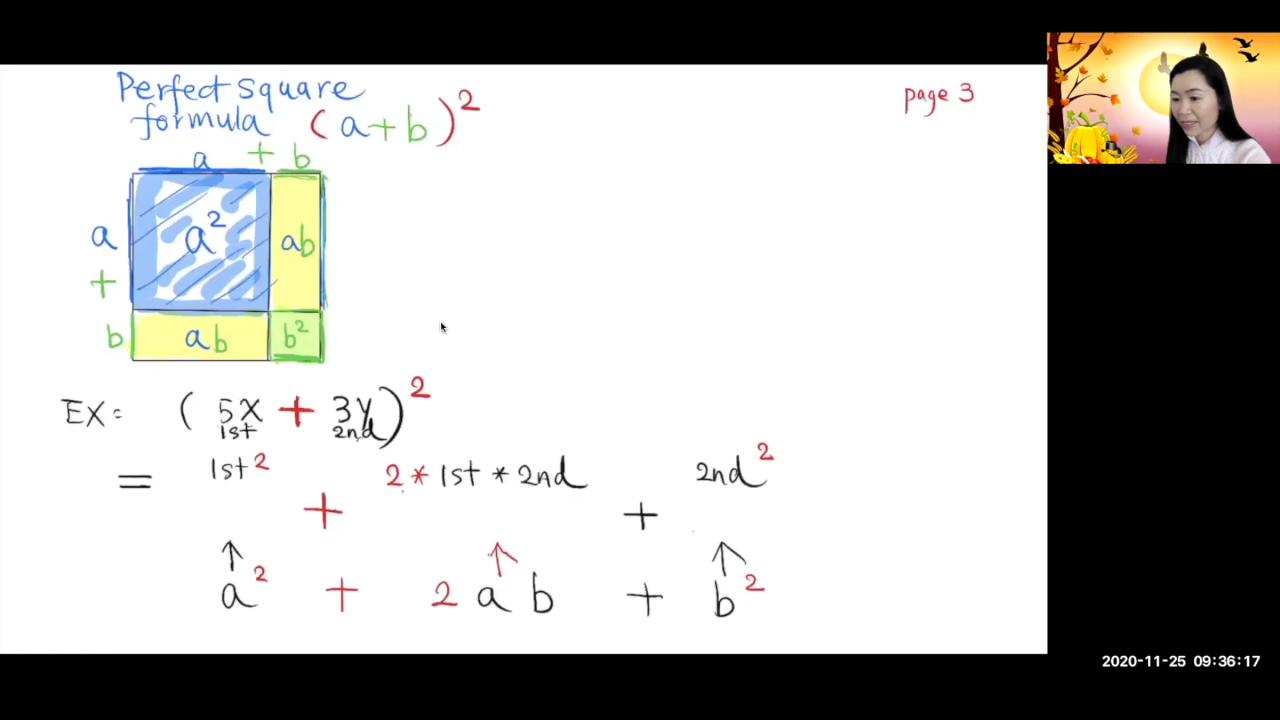 Perfect square
formula (a+b)²
page 3
a + b
a² ab
a
+
b ab b²
EX: (5x + 3y)²
1st 2nd
= 1st² + 2 * 1st * 2nd + 2nd²
↑ ↑ ↑
a² + 2 a b + b²
2020-11-25 09:36:17